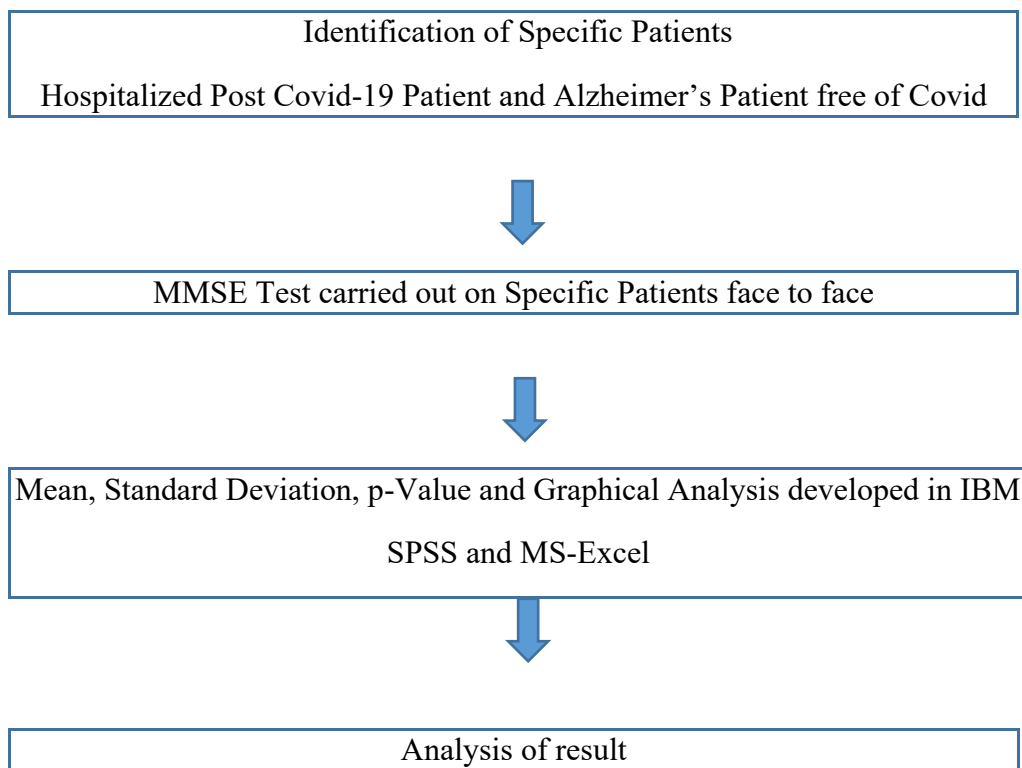 Identification of Specific Patients
Hospitalized Post Covid-19 Patient and Alzheimer’s Patient free of Covid
MMSE Test carried out on Specific Patients face to face
Mean, Standard Deviation, p-Value and Graphical Analysis developed in IBM
SPSS and MS-Excel
Analysis of result